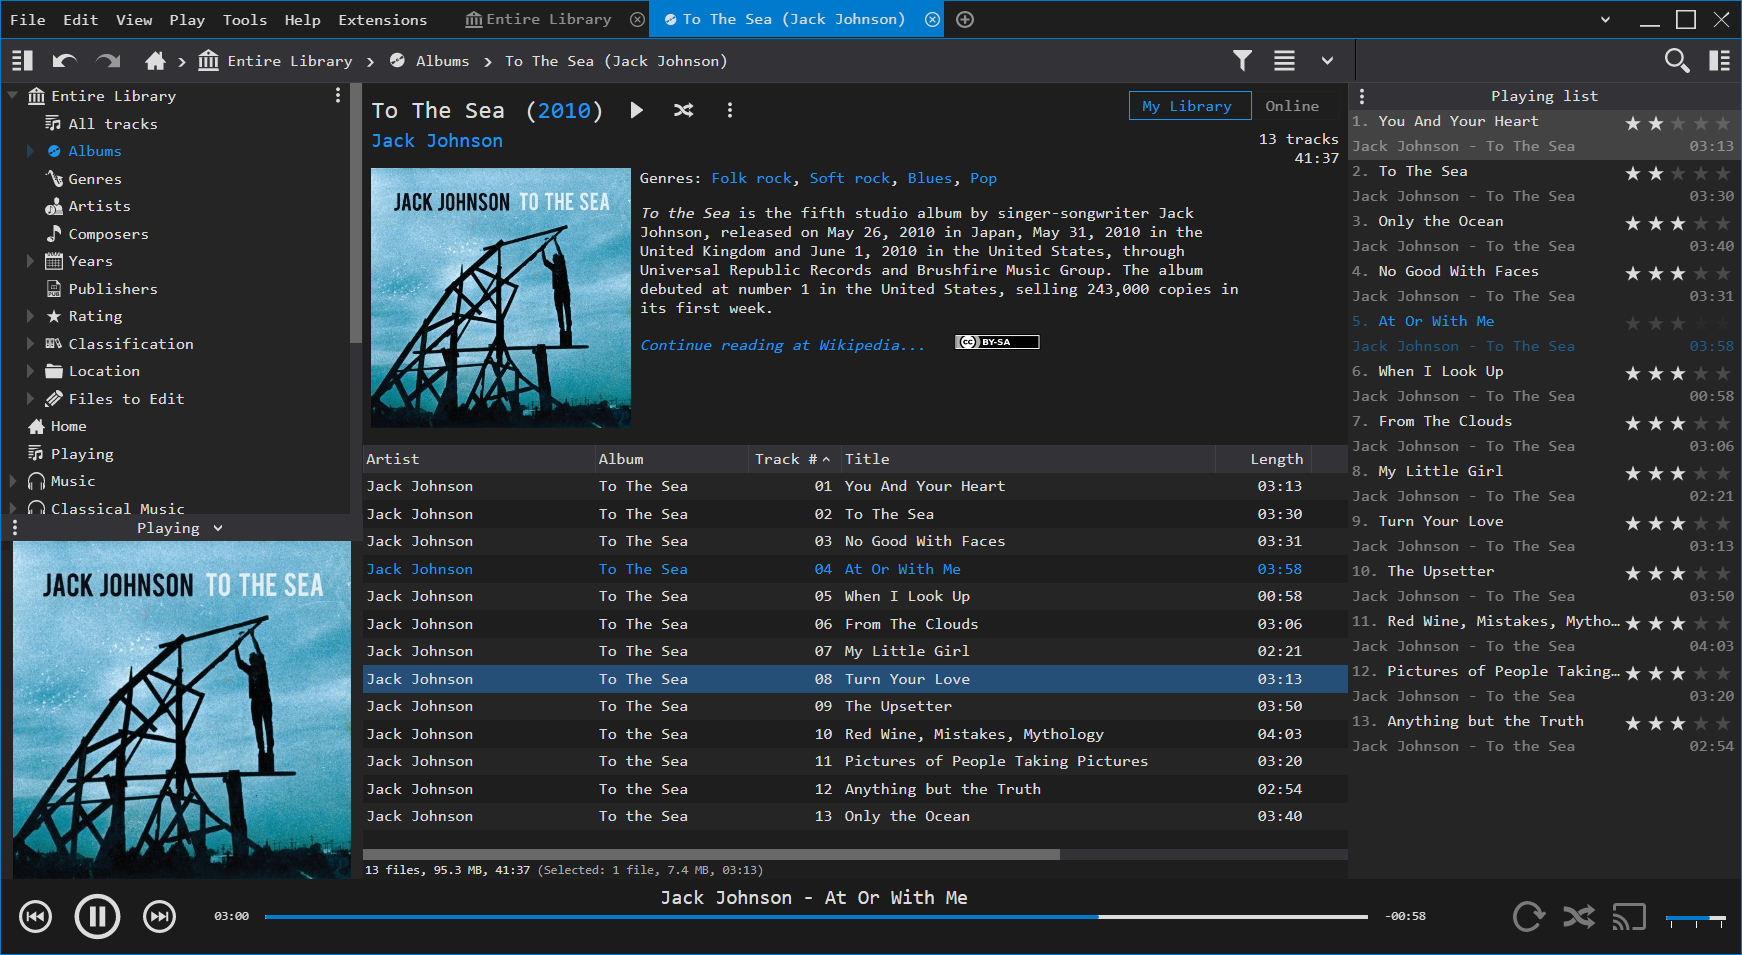 File Edit View Play Tools Help Extensions Entire Library To The Sea (Jack Johnson)
Entire Library > Albums > To The Sea (Jack Johnson)
Entire Library
All tracks
Albums
Genres
Artists
Composers
Years
Publishers
Rating
Classification
Location
Files to Edit
Home
Playing
Music
Classical Music
Playing
JACK JOHNSON TO THE SEA
To The Sea (2010)
My Library Online
Jack Johnson
13 tracks
41:37
JACK JOHNSON TO THE SEA
Genres: Folk rock, Soft rock, Blues, Pop
To the Sea is the fifth studio album by singer-songwriter Jack
Johnson, released on May 26, 2010 in Japan, May 31, 2010 in the
United Kingdom and June 1, 2010 in the United States, through
Universal Republic Records and Brushfire Music Group. The album
debuted at number 1 in the United States, selling 243,000 copies in
its first week.
Continue reading at Wikipedia... cc BY-SA
Artist Album Track # Title Length
Jack Johnson To The Sea 01 You And Your Heart 03:13
Jack Johnson To The Sea 02 To The Sea 03:30
Jack Johnson To The Sea 03 No Good With Faces 03:31
Jack Johnson To The Sea 04 At Or With Me 03:58
Jack Johnson To The Sea 05 When I Look Up 00:58
Jack Johnson To The Sea 06 From The Clouds 03:06
Jack Johnson To The Sea 07 My Little Girl 02:21
Jack Johnson To The Sea 08 Turn Your Love 03:13
Jack Johnson To The Sea 09 The Upsetter 03:50
Jack Johnson To the Sea 10 Red Wine, Mistakes, Mythology 04:03
Jack Johnson To the Sea 11 Pictures of People Taking Pictures 03:20
Jack Johnson To the Sea 12 Anything but the Truth 02:54
Jack Johnson To the Sea 13 Only the Ocean 03:40
13 files, 95.3 MB, 41:37 (Selected: 1 file, 7.4 MB, 03:13)
Playing list
1. You And Your Heart
Jack Johnson - To The Sea 03:13
2. To The Sea
Jack Johnson - To The Sea 03:30
3. Only the Ocean
Jack Johnson - To the Sea 03:40
4. No Good With Faces
Jack Johnson - To The Sea 03:31
5. At Or With Me
Jack Johnson - To The Sea 03:58
6. When I Look Up
Jack Johnson - To The Sea 00:58
7. From The Clouds
Jack Johnson - To The Sea 03:06
8. My Little Girl
Jack Johnson - To The Sea 02:21
9. Turn Your Love
Jack Johnson - To The Sea 03:13
10. The Upsetter
Jack Johnson - To The Sea 03:50
11. Red Wine, Mistakes, Mytho…
Jack Johnson - To the Sea 04:03
12. Pictures of People Taking…
Jack Johnson - To the Sea 03:20
13. Anything but the Truth
Jack Johnson - To the Sea 02:54
Jack Johnson - At Or With Me
03:00 -00:58